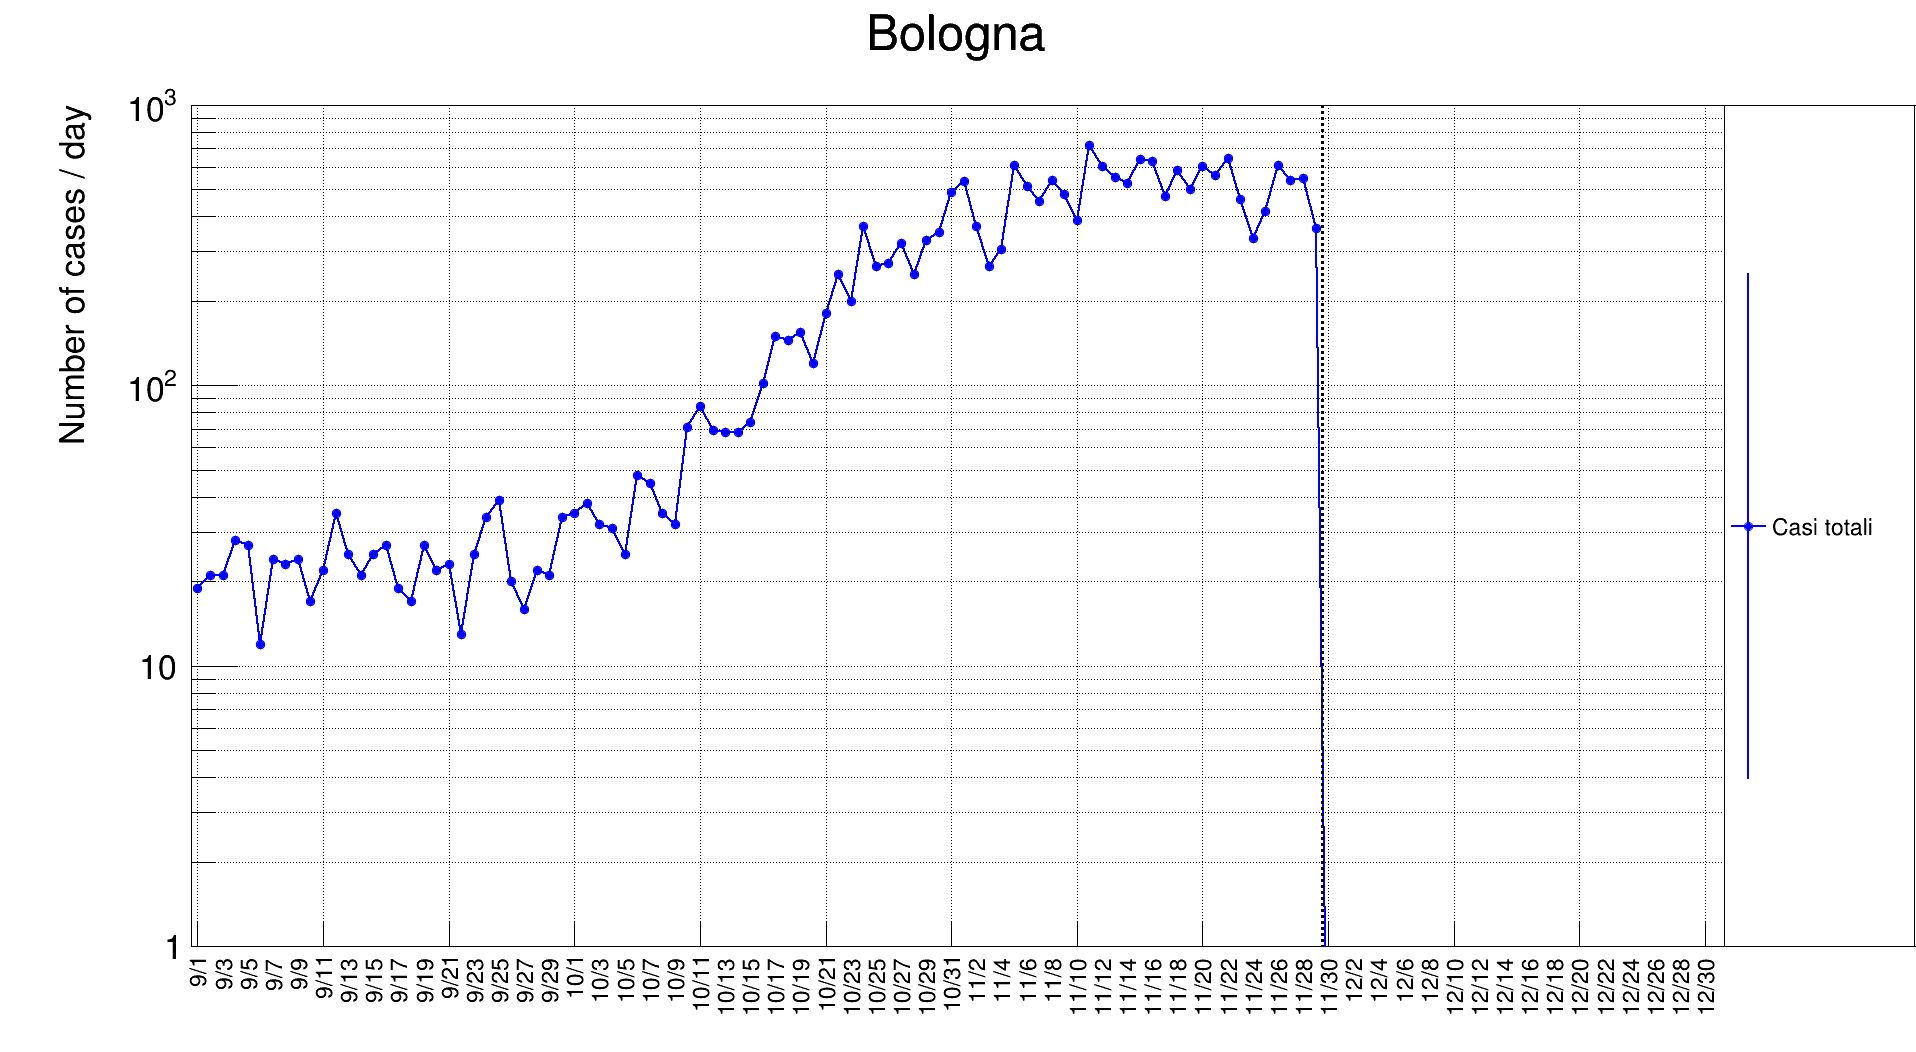 Bologna
Number of cases / day
10³
10²
10
1
9/1 9/3 9/5 9/7 9/9 9/11 9/13 9/15 9/17 9/19 9/21 9/23 9/25 9/27 9/29 10/1 10/3 10/5 10/7 10/9 10/11 10/13 10/15 10/17 10/19 10/21 10/23 10/25 10/27 10/29 10/31 11/2 11/4 11/6 11/8 11/10 11/12 11/14 11/16 11/18 11/20 11/22 11/24 11/26 11/28 11/30 12/2 12/4 12/6 12/8 12/10 12/12 12/14 12/16 12/18 12/20 12/22 12/24 12/26 12/28 12/30
Casi totali